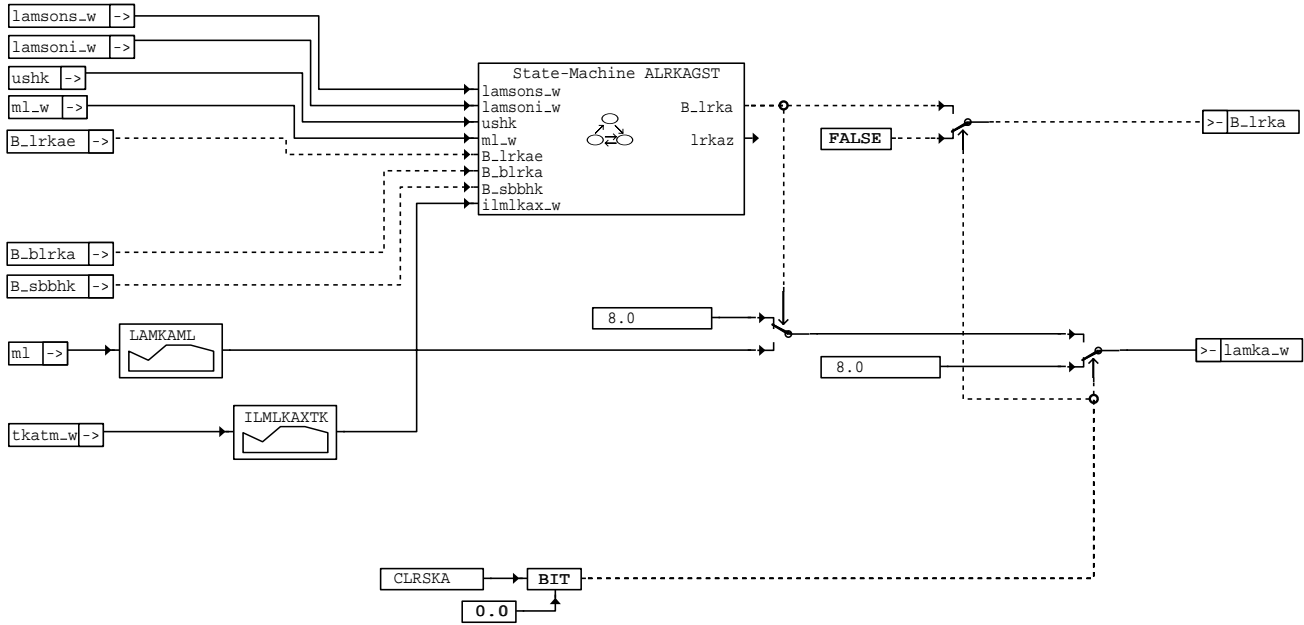 lamsons_w ->
lamsoni_w ->
ushk ->
ml_w ->
B_lrkae ->
B_blrka ->
B_sbbhk ->
ml ->
tkatm_w ->
State-Machine ALRKAGST
lamsons_w
lamsoni_w
ushk
ml_w
B_lrkae
B_blrka
B_sbbhk
ilmlkax_w
B_lrka
lrkaz
FALSE
>- B_lrka
LAMKAML
ILMLKAXTK
8.0
8.0
>- lamka_w
CLRSKA
BIT
0.0